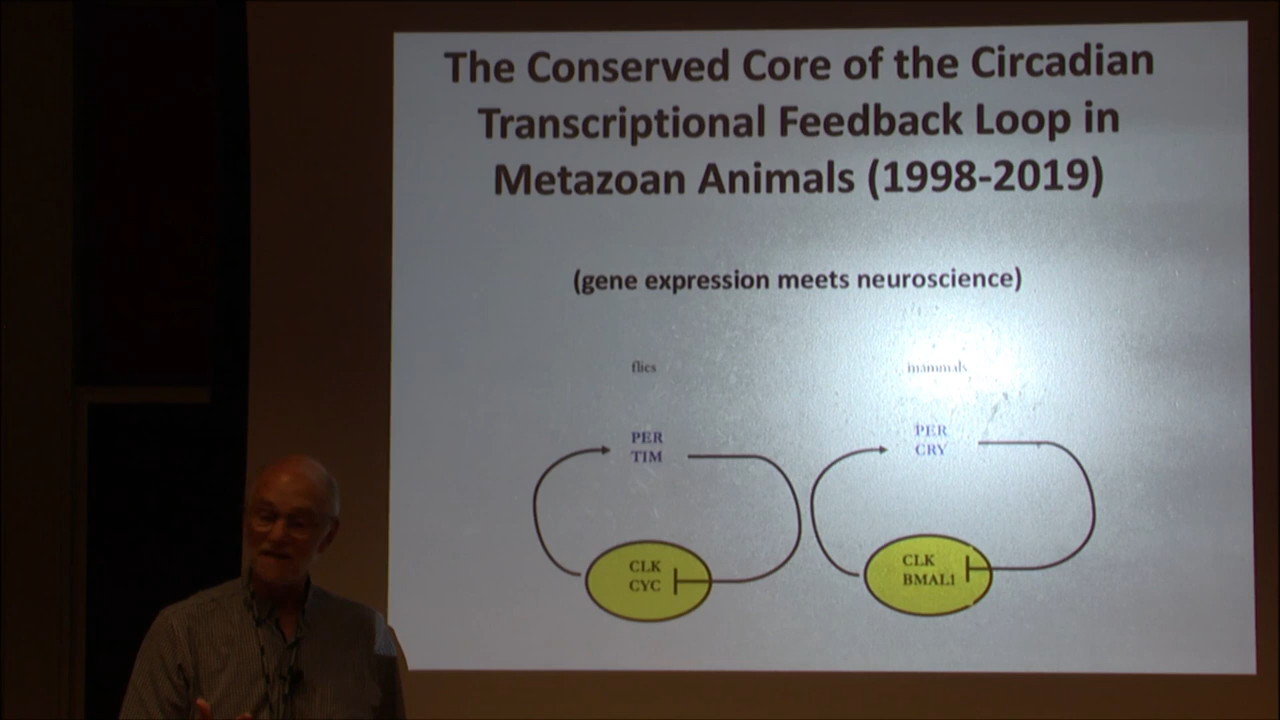 The Conserved Core of the Circadian
Transcriptional Feedback Loop in
Metazoan Animals (1998-2019)
(gene expression meets neuroscience)
flies
mammals
PER
TIM
PER
CRY
CLK
CYC
CLK
BMAL1